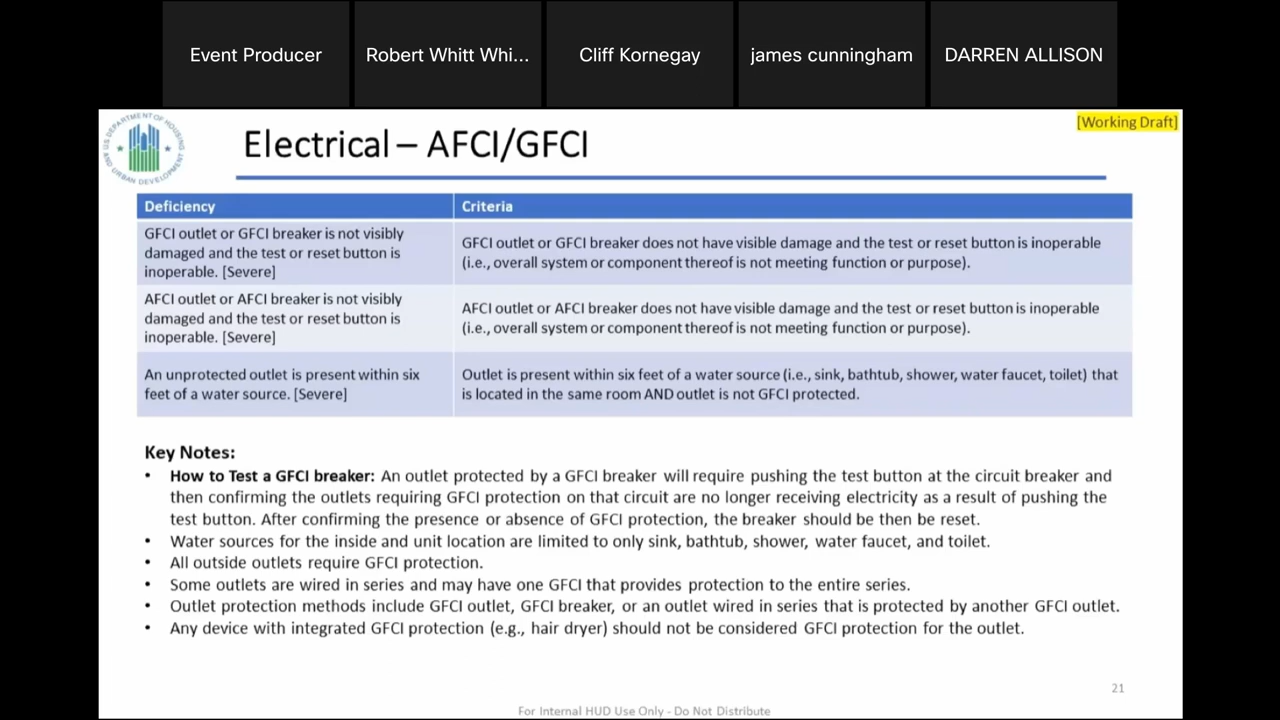 Event Producer
Robert Whitt Whi...
Cliff Kornegay
james cunningham
DARREN ALLISON
[Working Draft]
U.S. DEPARTMENT OF HOUSING AND URBAN DEVELOPMENT
Electrical – AFCI/GFCI
Deficiency
Criteria
GFCI outlet or GFCI breaker is not visibly
damaged and the test or reset button is
inoperable. [Severe]
GFCI outlet or GFCI breaker does not have visible damage and the test or reset button is inoperable
(i.e., overall system or component thereof is not meeting function or purpose).
AFCI outlet or AFCI breaker is not visibly
damaged and the test or reset button is
inoperable. [Severe]
AFCI outlet or AFCI breaker does not have visible damage and the test or reset button is inoperable
(i.e., overall system or component thereof is not meeting function or purpose).
An unprotected outlet is present within six
feet of a water source. [Severe]
Outlet is present within six feet of a water source (i.e., sink, bathtub, shower, water faucet, toilet) that
is located in the same room AND outlet is not GFCI protected.
Key Notes:
• How to Test a GFCI breaker: An outlet protected by a GFCI breaker will require pushing the test button at the circuit breaker and
then confirming the outlets requiring GFCI protection on that circuit are no longer receiving electricity as a result of pushing the
test button. After confirming the presence or absence of GFCI protection, the breaker should be then be reset.
• Water sources for the inside and unit location are limited to only sink, bathtub, shower, water faucet, and toilet.
• All outside outlets require GFCI protection.
• Some outlets are wired in series and may have one GFCI that provides protection to the entire series.
• Outlet protection methods include GFCI outlet, GFCI breaker, or an outlet wired in series that is protected by another GFCI outlet.
• Any device with integrated GFCI protection (e.g., hair dryer) should not be considered GFCI protection for the outlet.
21
For Internal HUD Use Only - Do Not Distribute